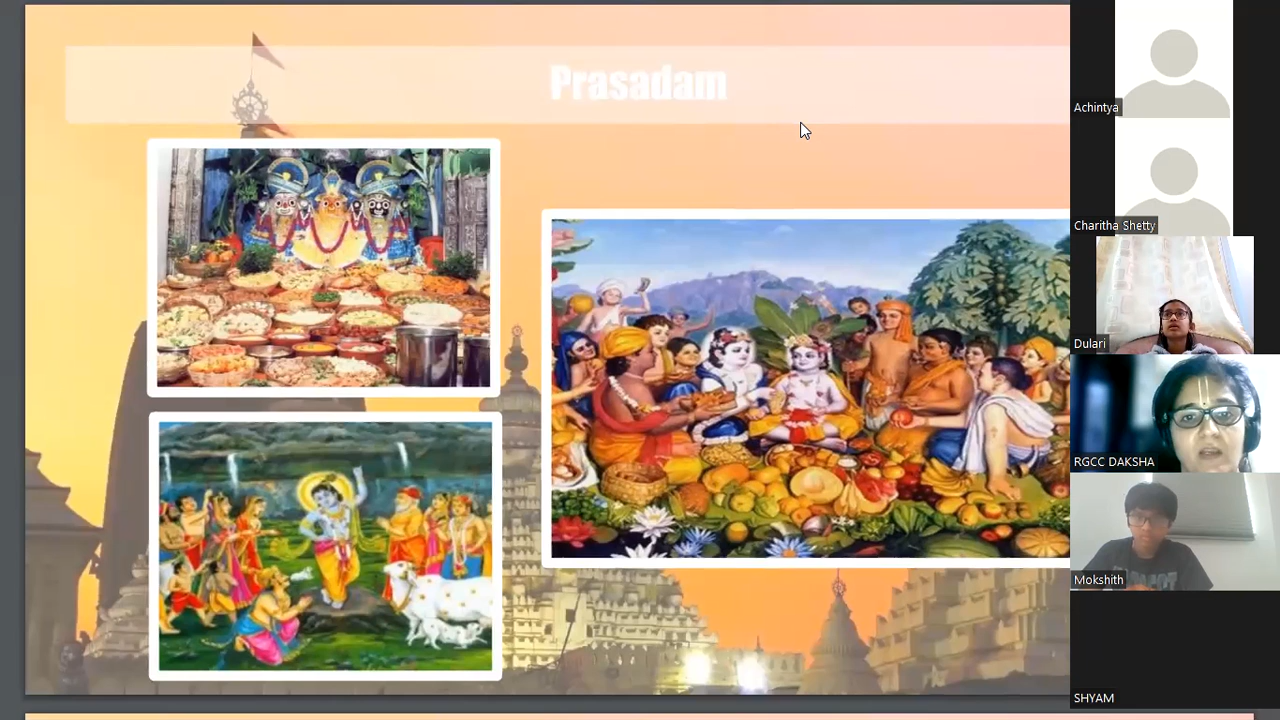 Prasadam
Achintya
Charitha Shetty
Dulari
RGCC DAKSHA
Mokshith
SHYAM